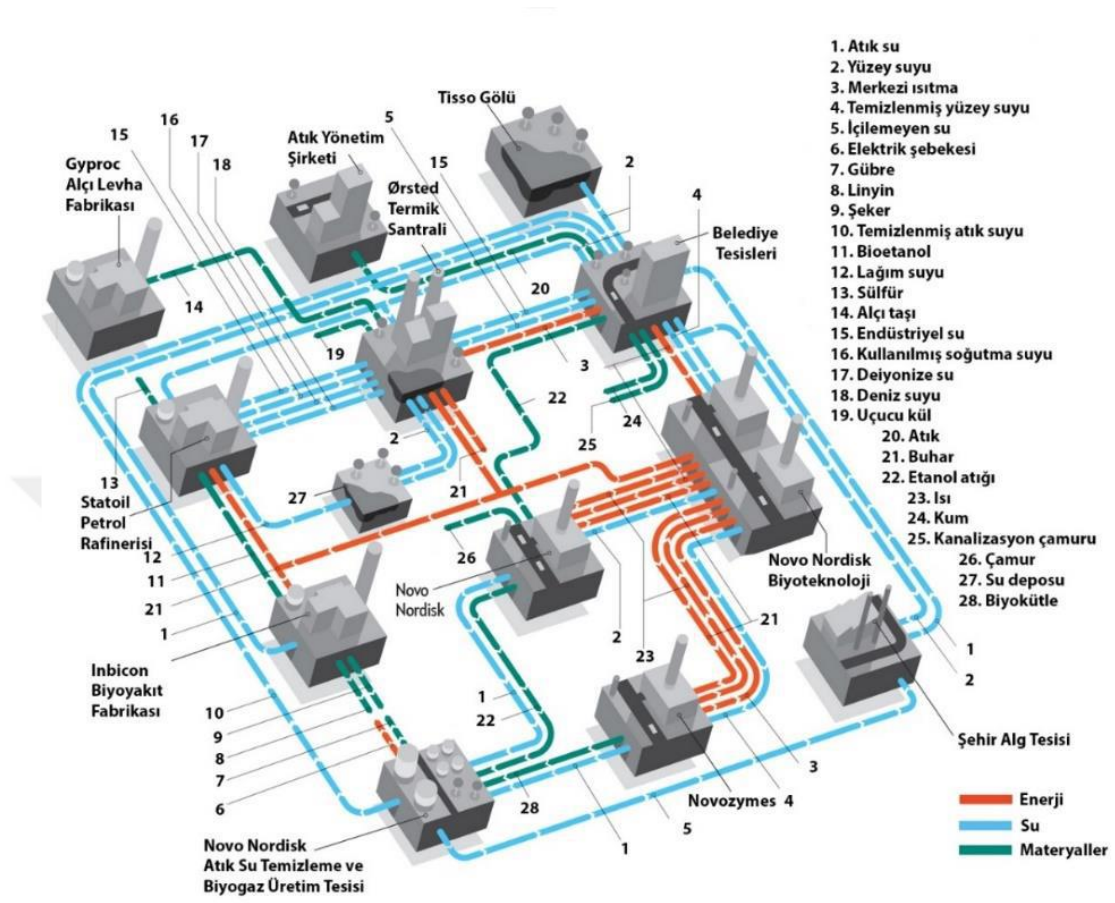 1. Atık su
2. Yüzey suyu
3. Merkezi ısıtma
4. Temizlenmiş yüzey suyu
5. İçilemeyen su
6. Elektrik şebekesi
7. Gübre
8. Linyin
9. Şeker
10. Temizlenmiş atık suyu
11. Bioetanol
12. Lağım suyu
13. Sülfür
14. Alçı taşı
15. Endüstriyel su
16. Kullanılmış soğutma suyu
17. Deiyonize su
18. Deniz suyu
19. Uçucu kül
20. Atık
21. Buhar
22. Etanol atığı
23. Isı
24. Kum
25. Kanalizasyon çamuru
26. Çamur
27. Su deposu
28. Biyokütle
Tisso Gölü
5
15
2
4
16
15
17
18
Atık Yönetim
Şirketi
Gyproc
Alçı Levha
Fabrikası
Ørsted
Termik
Santrali
Belediye
Tesisleri
14
19
20
3
22
24
25
2
21
27
13
Statoil
Petrol
Rafinerisi
12
11
21
1
26
Novo
Nordisk
Novo Nordisk
Biyoteknoloji
2
23
21
1
2
Inbicon
Biyoyakıt
Fabrikası
10
9
8
7
6
1
22
28
1
5
3
4
Novozymes
Şehir Alg Tesisi
Novo Nordisk
Atık Su Temizleme ve
Biyogaz Üretim Tesisi
Enerji
Su
Materyaller